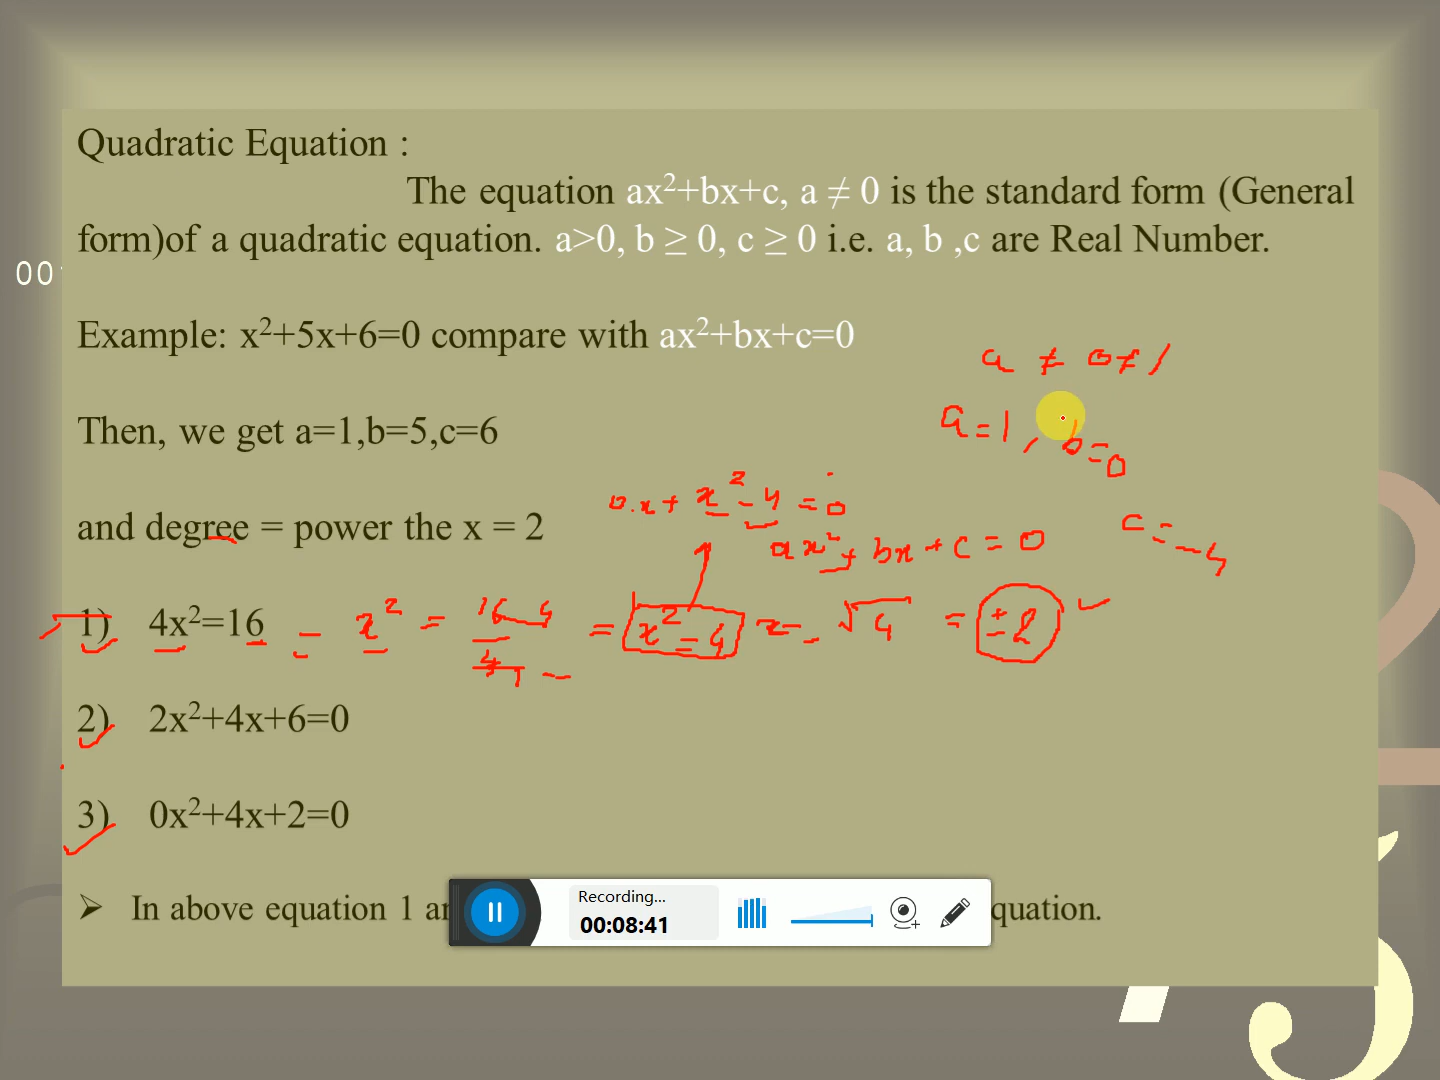 Quadratic Equation :
The equation ax²+bx+c, a ≠ 0 is the standard form (General
form)of a quadratic equation. a>0, b ≥ 0, c ≥ 0 i.e. a, b ,c are Real Number.
00
Example: x²+5x+6=0 compare with ax²+bx+c=0
a ≠ 0 ≠ 1
Then, we get a=1,b=5,c=6
a=1, b=0
0.x+ x²-4 = 0
and degree = power the x = 2
ax²+bx+c=0
c=-4
1) 4x²=16
x² = 16 4
4 1
= x²=4 x= √4 = ±2
2) 2x²+4x+6=0
3) 0x²+4x+2=0
➢ In above equation 1 quation.
Recording...
00:08:41